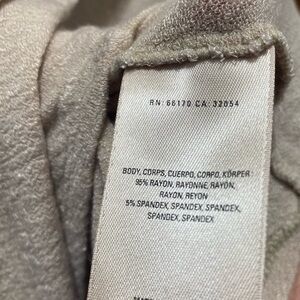 RN: 66170 CA: 32054
BODY, CORPS, CUERPO, CORPO, KÖRPER:
95% RAYON, RAYONNE, RAYON,
RAYON, REYON
5% SPANDEX, SPANDEX, SPANDEX,
SPANDEX, SPANDEX